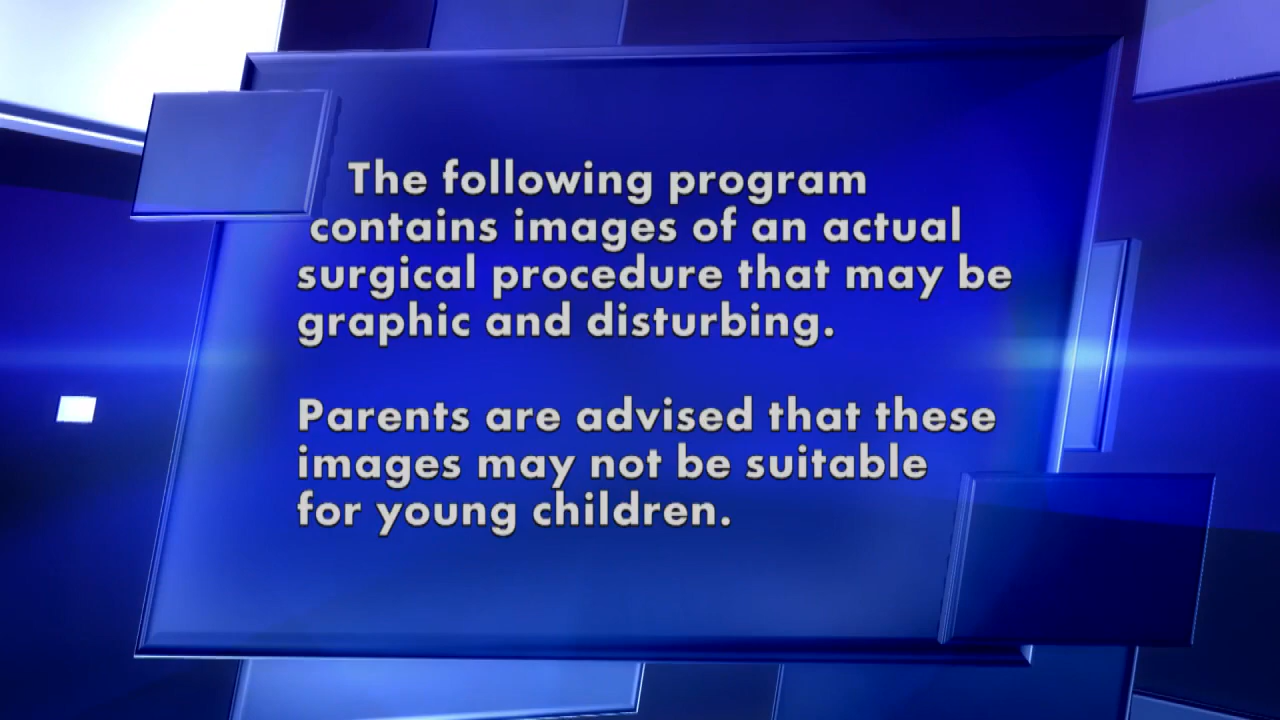 The following program
contains images of an actual
surgical procedure that may be
graphic and disturbing.
Parents are advised that these
images may not be suitable
for young children.